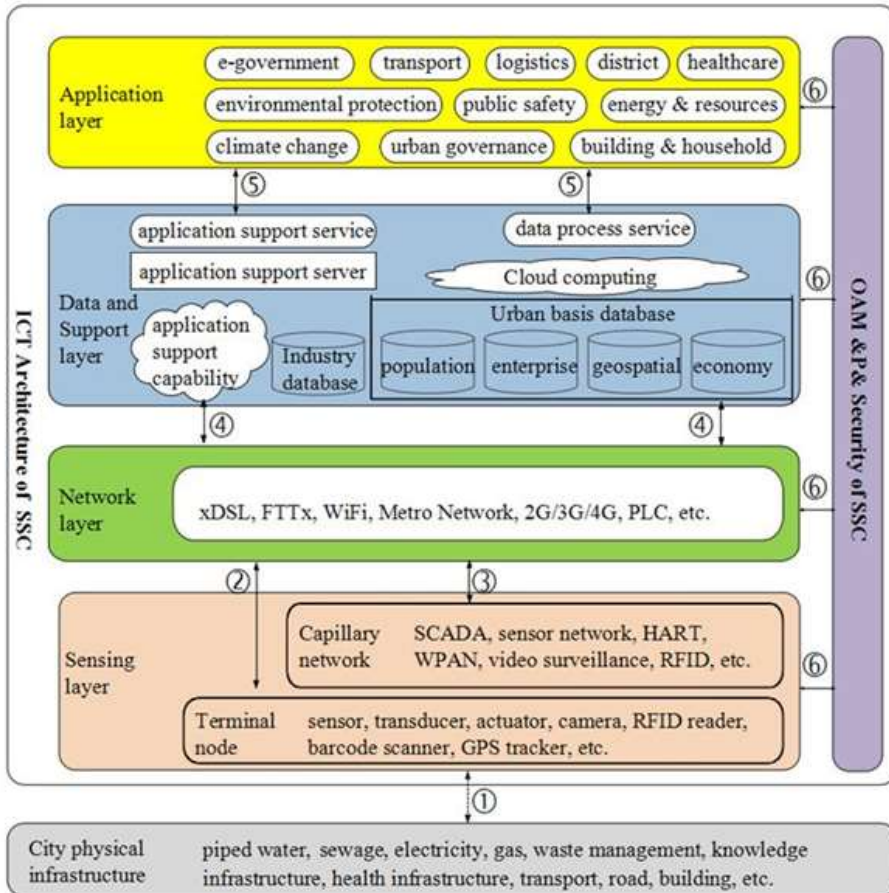 ICT Architecture of SSC
Application
layer
e-government transport logistics district healthcare
environmental protection public safety energy & resources
climate change urban governance building & household
⑥
⑤ ⑤
Data and
Support
layer
application support service data process service
application support server Cloud computing
application
support
capability
Industry
database
Urban basis database
population enterprise geospatial economy
⑥
④ ④
Network
layer
xDSL, FTTx, WiFi, Metro Network, 2G/3G/4G, PLC, etc.
⑥
② ③
Sensing
layer
Capillary
network
SCADA, sensor network, HART,
WPAN, video surveillance, RFID, etc.
⑥
Terminal
node
sensor, transducer, actuator, camera, RFID reader,
barcode scanner, GPS tracker, etc.
OAM &P& Security of SSC
①
City physical
infrastructure
piped water, sewage, electricity, gas, waste management, knowledge
infrastructure, health infrastructure, transport, road, building, etc.